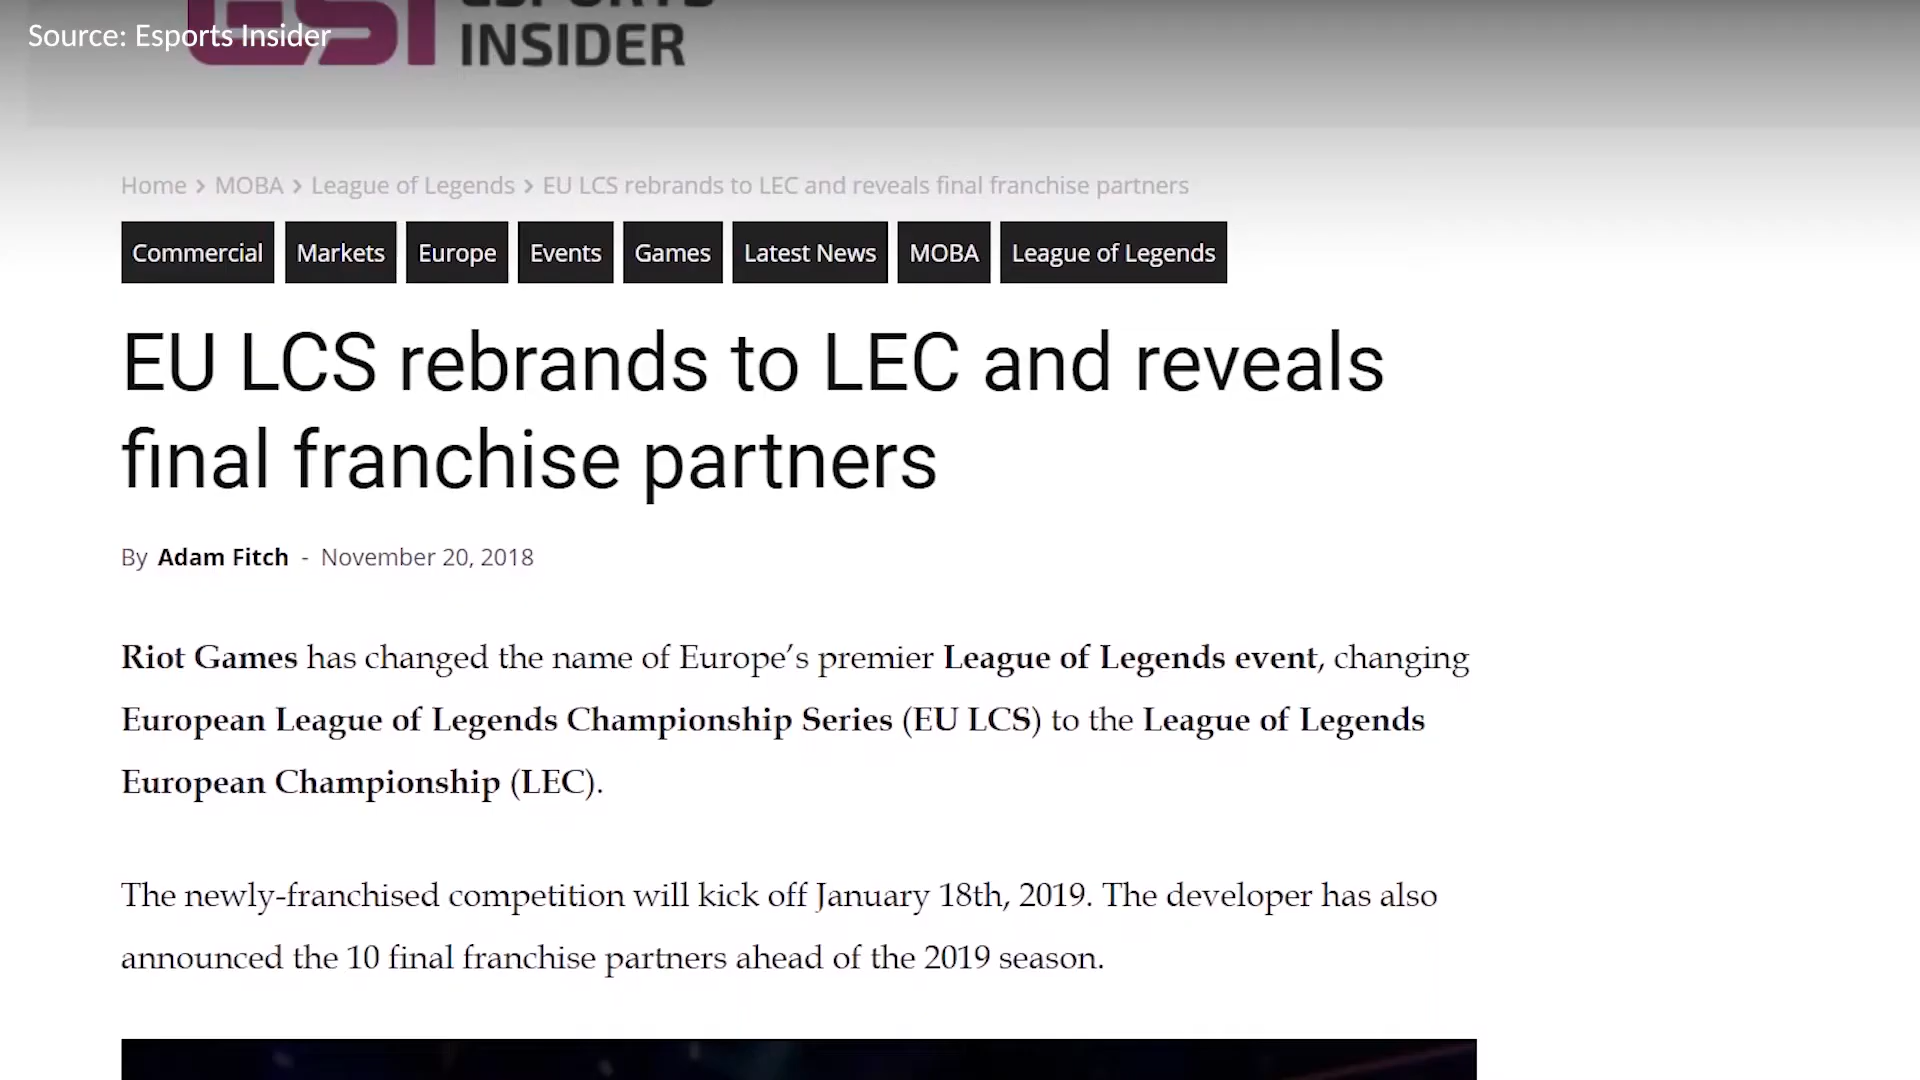 Source: Esports Insider
ESI ESPORTS
INSIDER
Home > MOBA > League of Legends > EU LCS rebrands to LEC and reveals final franchise partners
Commercial Markets Europe Events Games Latest News MOBA League of Legends
EU LCS rebrands to LEC and reveals
final franchise partners
By Adam Fitch - November 20, 2018
Riot Games has changed the name of Europe’s premier League of Legends event, changing
European League of Legends Championship Series (EU LCS) to the League of Legends
European Championship (LEC).
The newly-franchised competition will kick off January 18th, 2019. The developer has also
announced the 10 final franchise partners ahead of the 2019 season.